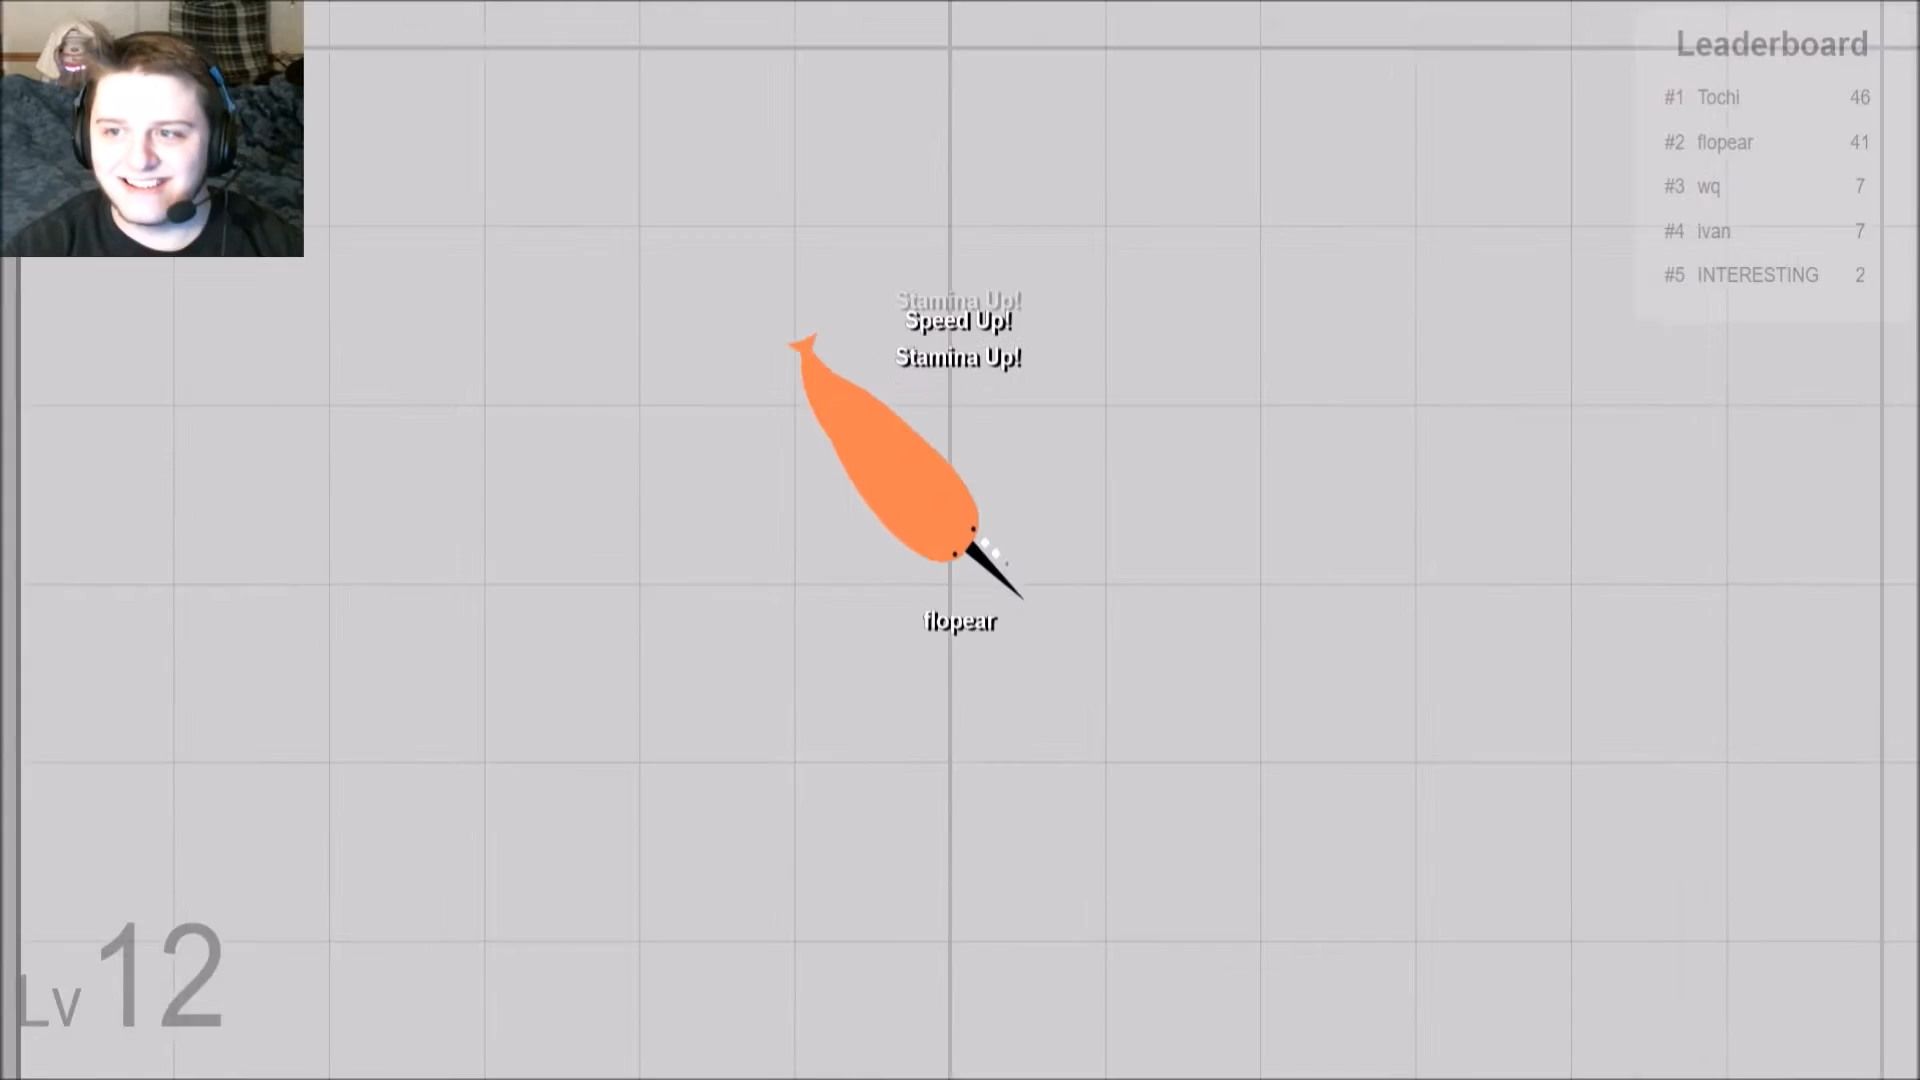 Leaderboard
#1 Tochi 46
#2 flopear 41
#3 wq 7
#4 ivan 7
#5 INTERESTING 2
Stamina Up!
Speed Up!
Stamina Up!
flopear
Lv 12